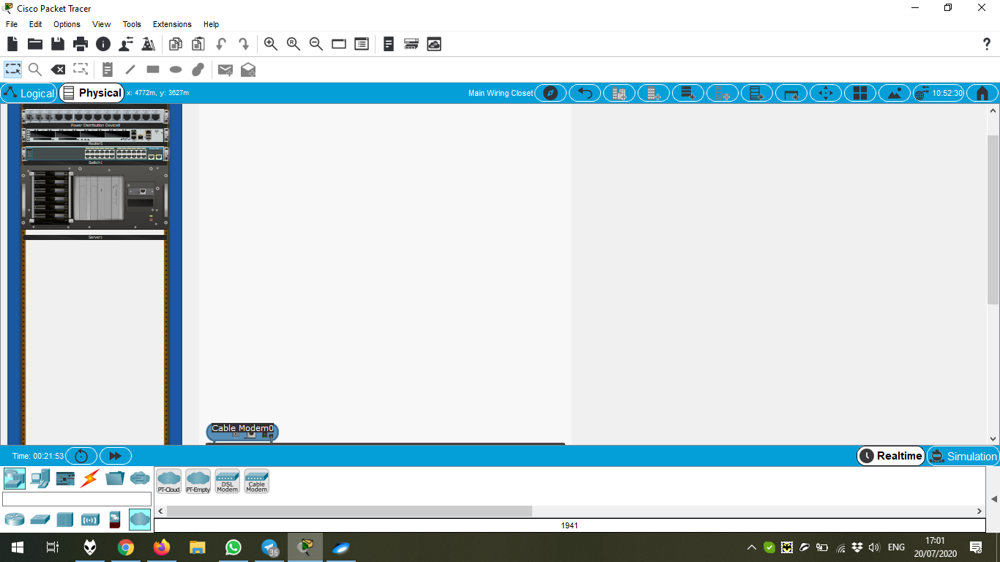 Cisco Packet Tracer
File Edit Options View Tools Extensions Help
R
?
Logical Physical x: 4772m, y: 3627m Main Wiring Closet 10:52:30
Power Distribution Device0
Switch1
Server1
Cable Modem0
Time: 00:21:53 Realtime Simulation
PT-Cloud PT-Empty DSL Modem Cable Modem
1941
36
ENG
17:01
20/07/2020